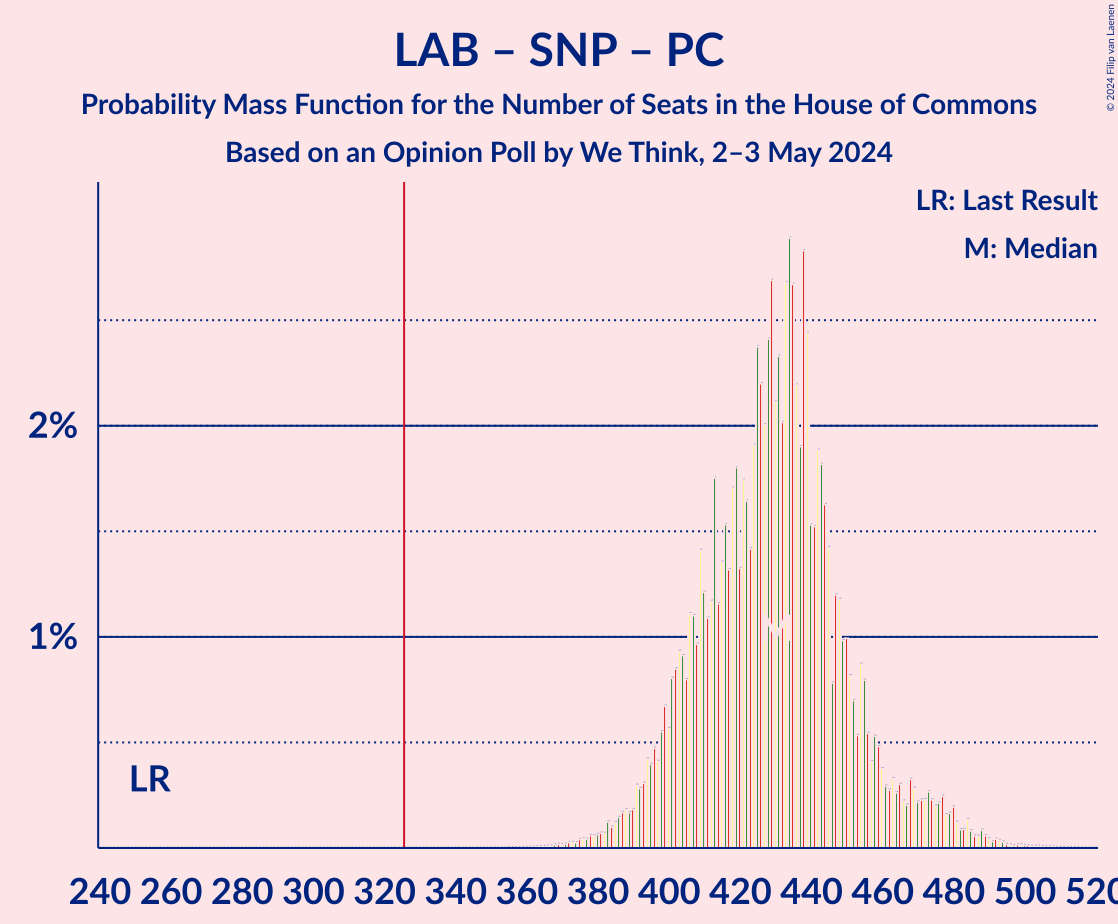 LAB – SNP – PC
Probability Mass Function for the Number of Seats in the House of Commons
Based on an Opinion Poll by We Think, 2–3 May 2024
© 2024 Filip van Laenen
LR: Last Result
M: Median
2%
1%
LR
240 260 280 300 320 340 360 380 400 420 440 460 480 500 520